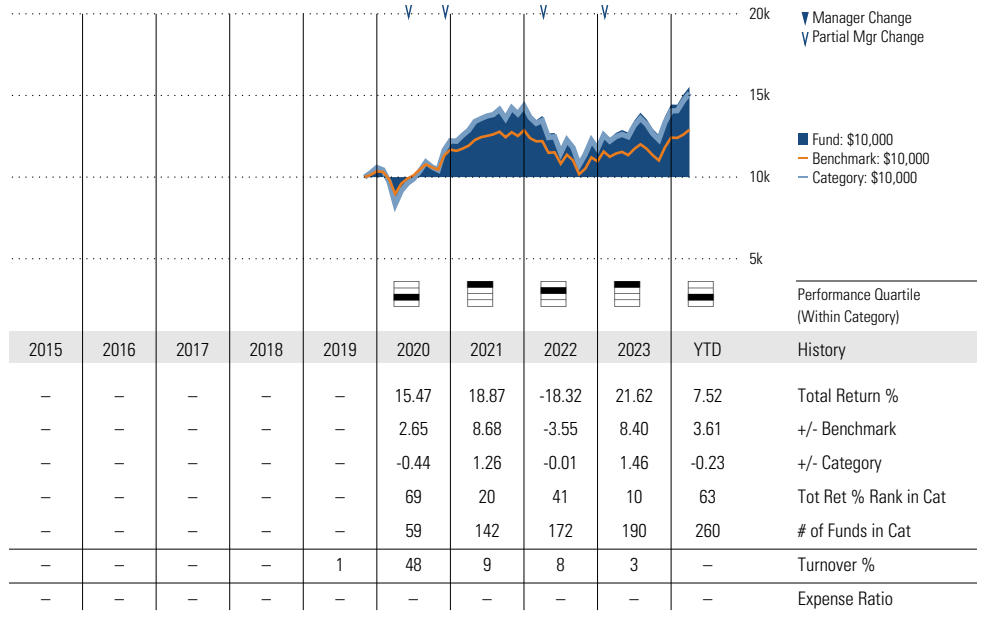 20k
15k
10k
5k
Manager Change
Partial Mgr Change
Fund: $10,000
Benchmark: $10,000
Category: $10,000
Performance Quartile
(Within Category)
2015 2016 2017 2018 2019 2020 2021 2022 2023 YTD History
– – – – – 15.47 18.87 -18.32 21.62 7.52 Total Return %
– – – – – 2.65 8.68 -3.55 8.40 3.61 +/- Benchmark
– – – – – -0.44 1.26 -0.01 1.46 -0.23 +/- Category
– – – – – 69 20 41 10 63 Tot Ret % Rank in Cat
– – – – – 59 142 172 190 260 # of Funds in Cat
– – – – 1 48 9 8 3 – Turnover %
– – – – – – – – – – Expense Ratio